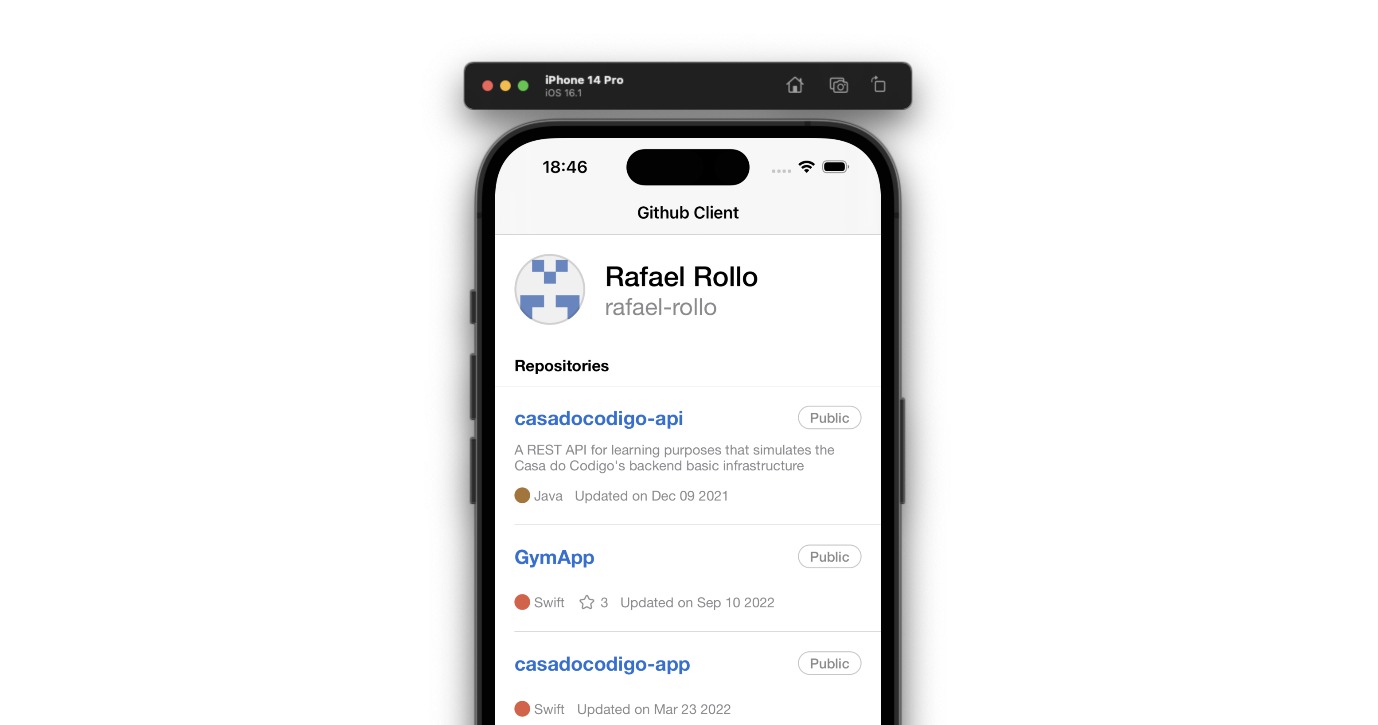 iPhone 14 Pro
iOS 16.1
18:46
Github Client
Rafael Rollo
rafael-rollo
Repositories
casadocodigo-api Public
A REST API for learning purposes that simulates the
Casa do Codigo's backend basic infrastructure
Java Updated on Dec 09 2021
GymApp Public
Swift 3 Updated on Sep 10 2022
casadocodigo-app Public
Swift Updated on Mar 23 2022